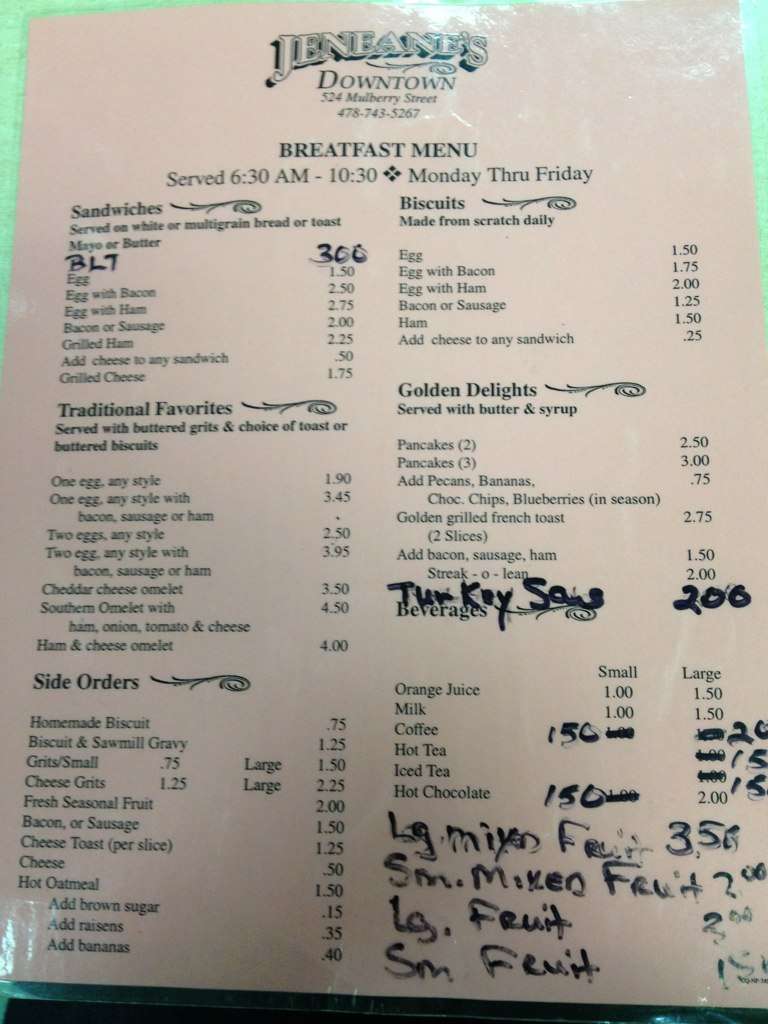 JENEANE'S
DOWNTOWN
524 Mulberry Street
478-743-5267
BREATFAST MENU
Served 6:30 AM - 10:30 ❖ Monday Thru Friday
Sandwiches
Served on white or multigrain bread or toast
Mayo or Butter
BLT 300
Egg 1.50
Egg with Bacon 2.50
Egg with Ham 2.75
Bacon or Sausage 2.00
Grilled Ham 2.25
Add cheese to any sandwich .50
Grilled Cheese 1.75
Traditional Favorites
Served with buttered grits & choice of toast or
buttered biscuits
One egg, any style 1.90
One egg, any style with 3.45
bacon, sausage or ham
Two eggs, any style 2.50
Two egg, any style with 3.95
bacon, sausage or ham
Cheddar cheese omelet 3.50
Southern Omelet with 4.50
ham, onion, tomato & cheese
Ham & cheese omelet 4.00
Side Orders
Homemade Biscuit .75
Biscuit & Sawmill Gravy 1.25
Grits/Small .75 Large 1.50
Cheese Grits 1.25 Large 2.25
Fresh Seasonal Fruit 2.00
Bacon, or Sausage 1.50
Cheese Toast (per slice) 1.25
Cheese .50
Hot Oatmeal 1.50
Add brown sugar .15
Add raisens .35
Add bananas .40
Biscuits
Made from scratch daily
Egg 1.50
Egg with Bacon 1.75
Egg with Ham 2.00
Bacon or Sausage 1.25
Ham 1.50
Add cheese to any sandwich .25
Golden Delights
Served with butter & syrup
Pancakes (2) 2.50
Pancakes (3) 3.00
Add Pecans, Bananas, .75
Choc. Chips, Blueberries (in season)
Golden grilled french toast 2.75
(2 Slices)
Add bacon, sausage, ham 1.50
Streak - o - lean 2.00
Turkey Saus 200
Beverages
Small Large
Orange Juice 1.00 1.50
Milk 1.00 1.50
Coffee 150 1.00 20
Hot Tea 1.00 15
Iced Tea 1.00 15
Hot Chocolate 150 1.00 2.00
Lg. mixed Fruit 350
Sm. Mixed Fruit 200
Lg. Fruit
Sm Fruit 15